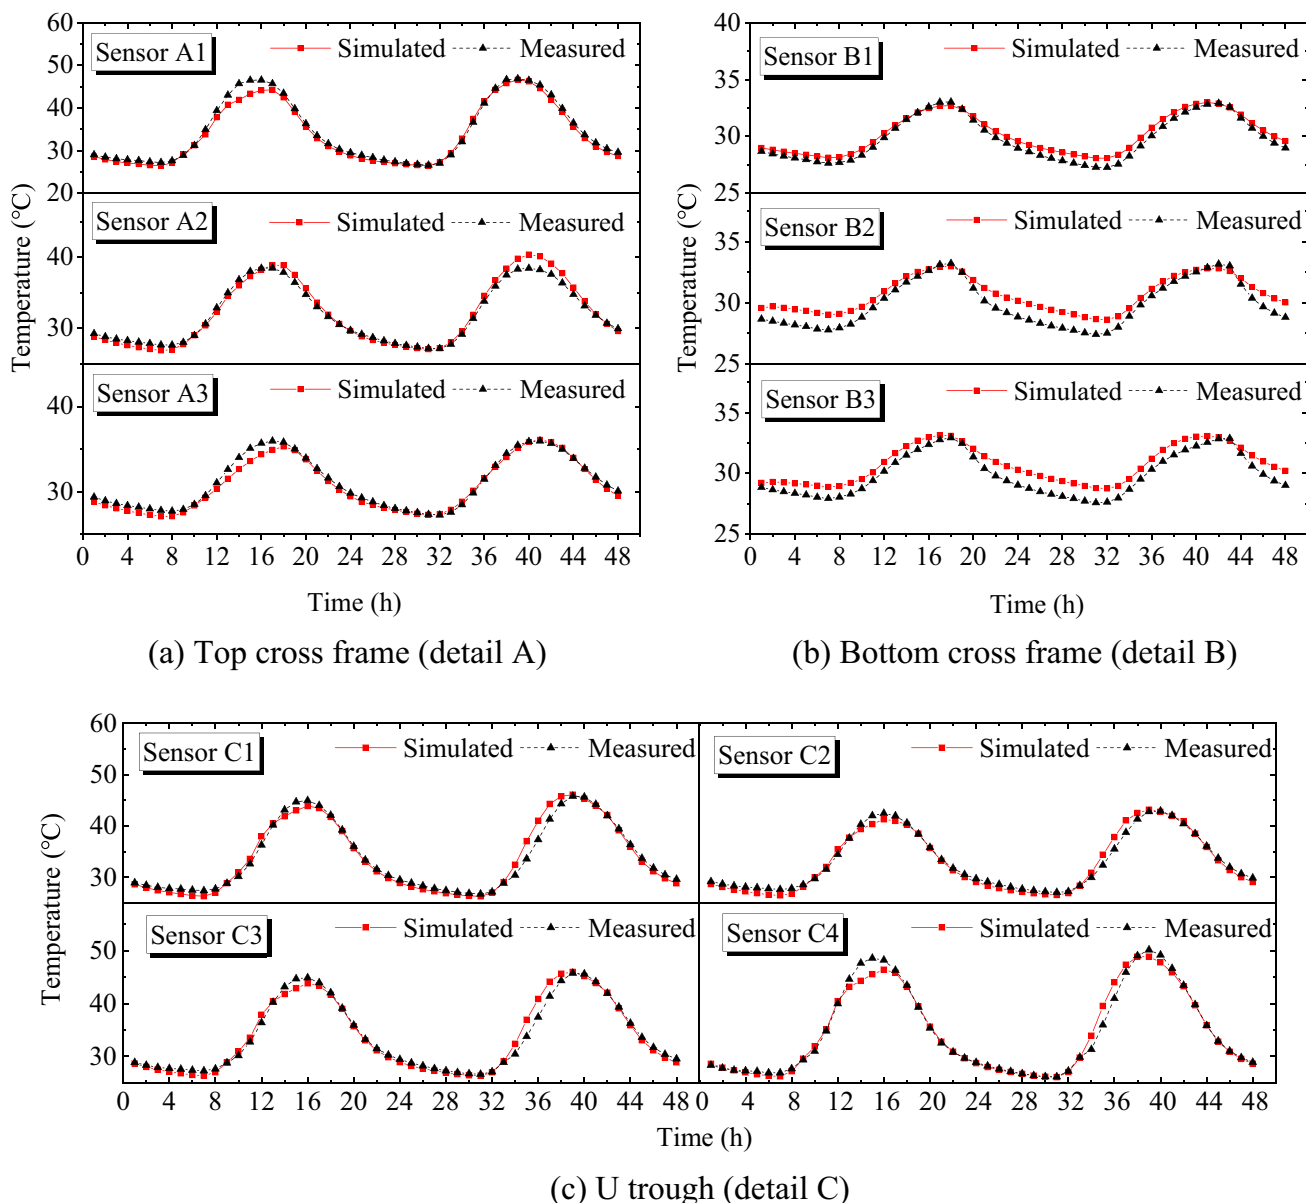 Temperature (°C)
60
50
40
30
20
Sensor A1
Simulated
Measured
40
30
Sensor A2
Simulated
Measured
40
30
Sensor A3
Simulated
Measured
0 4 8 12 16 20 24 28 32 36 40 44 48
Time (h)
(a) Top cross frame (detail A)
Temperature (°C)
40
35
30
25
Sensor B1
Simulated
Measured
35
30
25
Sensor B2
Simulated
Measured
35
30
25
Sensor B3
Simulated
Measured
0 4 8 12 16 20 24 28 32 36 40 44 48
Time (h)
(b) Bottom cross frame (detail B)
Temperature (°C)
60
50
40
30
Sensor C1
Simulated
Measured
Sensor C2
Simulated
Measured
50
40
30
Sensor C3
Simulated
Measured
Sensor C4
Simulated
Measured
0 4 8 12 16 20 24 28 32 36 40 44 48 0 4 8 12 16 20 24 28 32 36 40 44 48
Time (h)
(c) U trough (detail C)